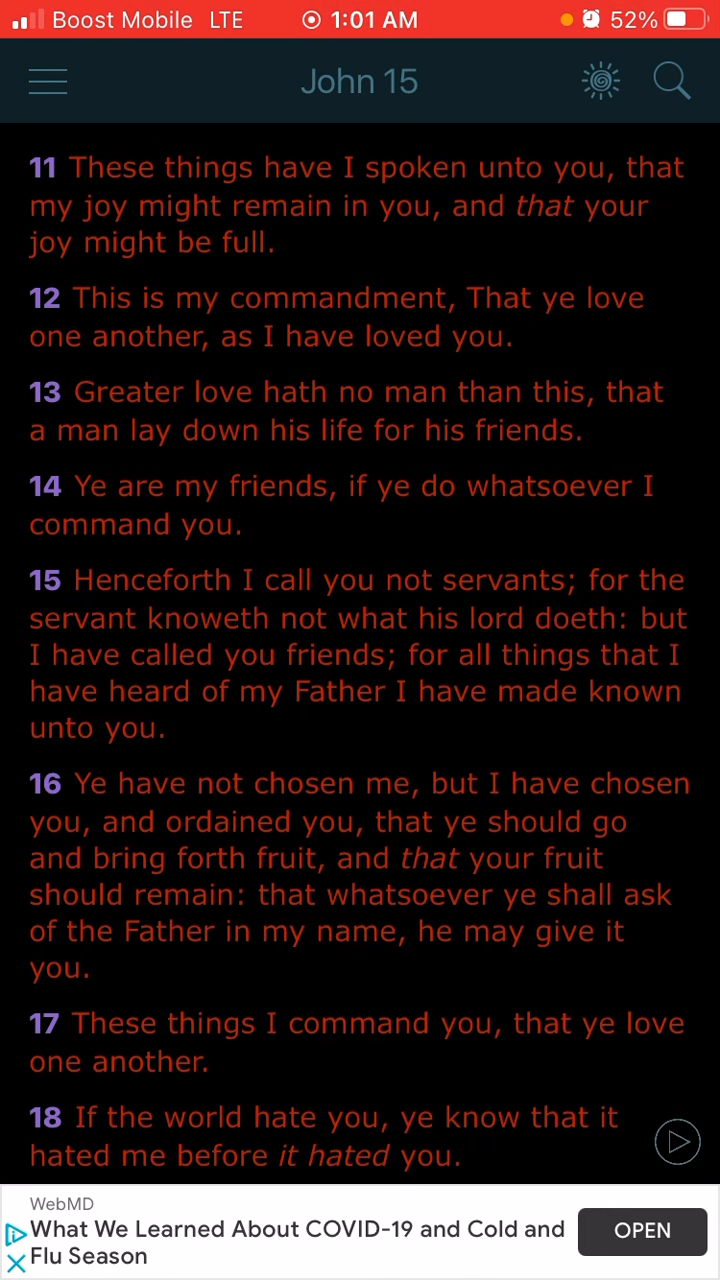 Boost Mobile LTE 1:01 AM 52%
John 15
11 These things have I spoken unto you, that
my joy might remain in you, and that your
joy might be full.
12 This is my commandment, That ye love
one another, as I have loved you.
13 Greater love hath no man than this, that
a man lay down his life for his friends.
14 Ye are my friends, if ye do whatsoever I
command you.
15 Henceforth I call you not servants; for the
servant knoweth not what his lord doeth: but
I have called you friends; for all things that I
have heard of my Father I have made known
unto you.
16 Ye have not chosen me, but I have chosen
you, and ordained you, that ye should go
and bring forth fruit, and that your fruit
should remain: that whatsoever ye shall ask
of the Father in my name, he may give it
you.
17 These things I command you, that ye love
one another.
18 If the world hate you, ye know that it
hated me before it hated you.
WebMD
What We Learned About COVID-19 and Cold and
Flu Season
OPEN